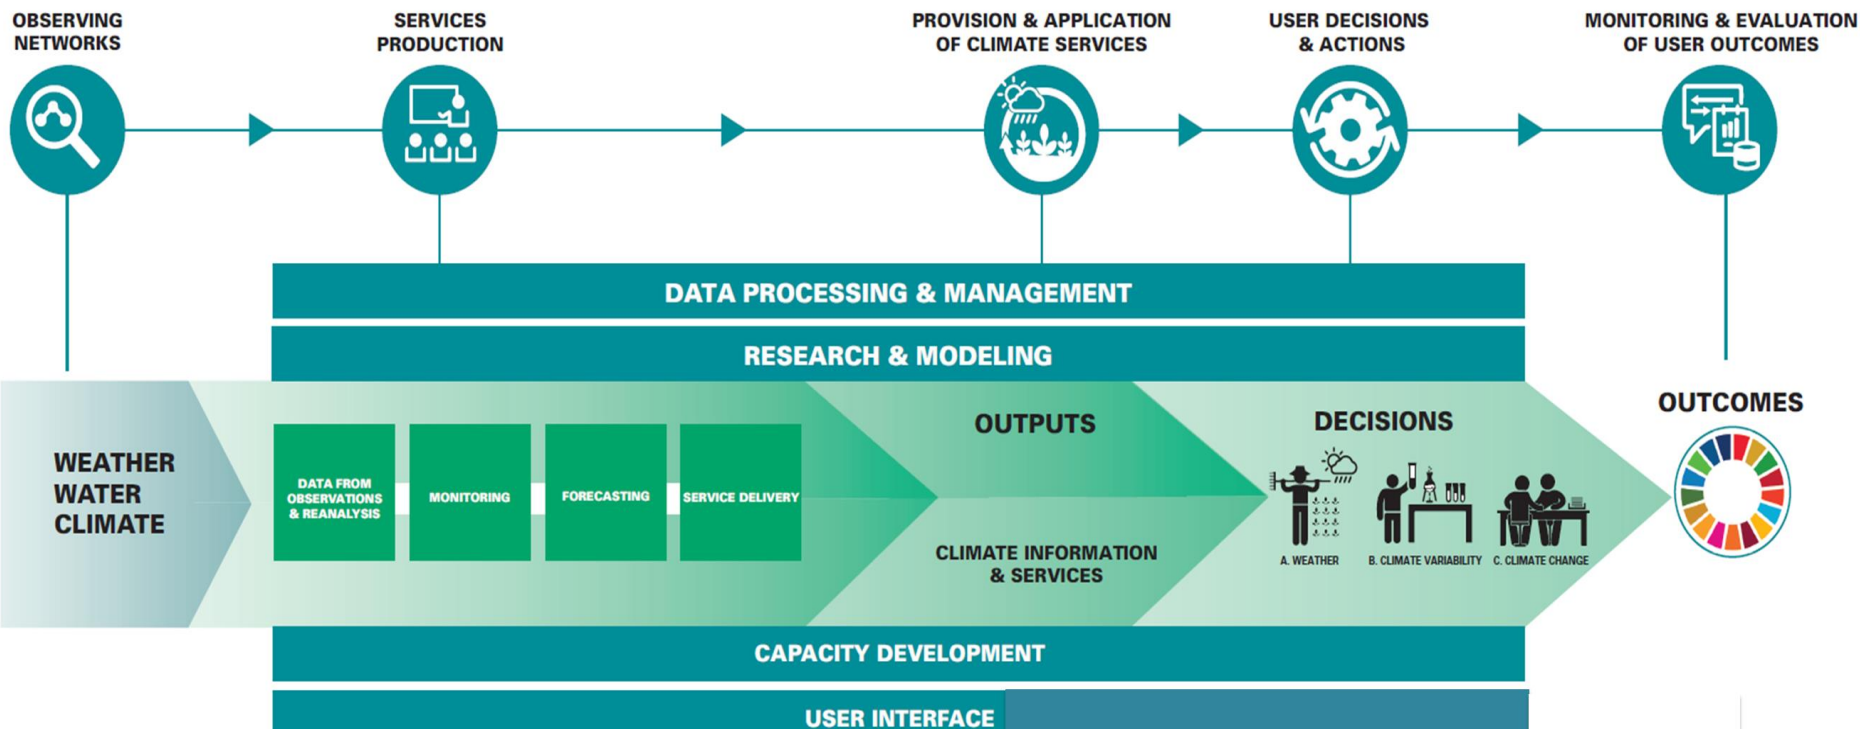 OBSERVING
NETWORKS
SERVICES
PRODUCTION
PROVISION & APPLICATION
OF CLIMATE SERVICES
USER DECISIONS
& ACTIONS
MONITORING & EVALUATION
OF USER OUTCOMES
DATA PROCESSING & MANAGEMENT
RESEARCH & MODELING
WEATHER
WATER
CLIMATE
DATA FROM
OBSERVATIONS
& REANALYSIS
MONITORING
FORECASTING
SERVICE DELIVERY
OUTPUTS
CLIMATE INFORMATION
& SERVICES
DECISIONS
A. WEATHER
B. CLIMATE VARIABILITY
C. CLIMATE CHANGE
OUTCOMES
CAPACITY DEVELOPMENT
USER INTERFACE